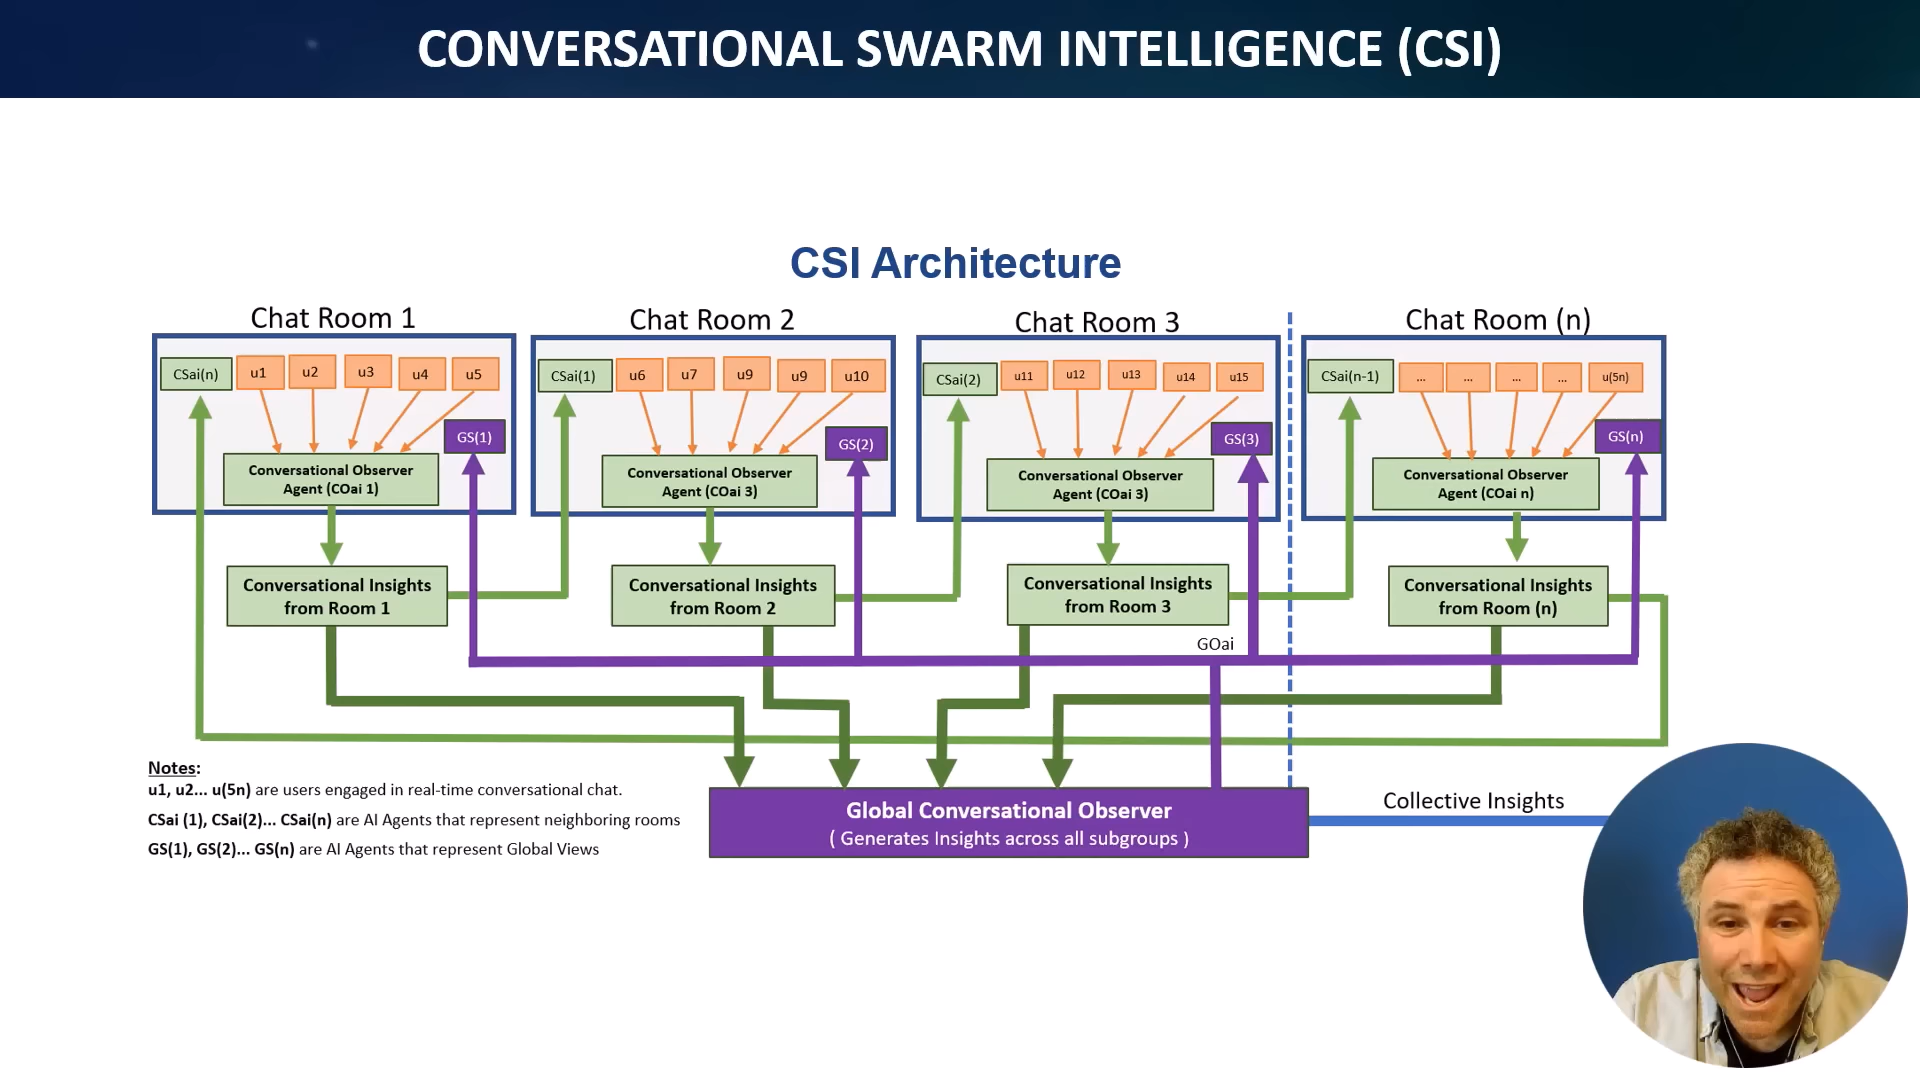 CONVERSATIONAL SWARM INTELLIGENCE (CSI)
CSI Architecture
Chat Room 1
CSai(n)
u1
u2
u3
u4
u5
GS(1)
Conversational Observer
Agent (COai 1)
Conversational Insights
from Room 1
Chat Room 2
CSai(1)
u6
u7
u9
u9
u10
GS(2)
Conversational Observer
Agent (COai 3)
Conversational Insights
from Room 2
Chat Room 3
CSai(2)
u11
u12
u13
u14
u15
GS(3)
Conversational Observer
Agent (COai 3)
Conversational Insights
from Room 3
Chat Room (n)
CSai(n-1)
...
...
...
...
u(5n)
GS(n)
Conversational Observer
Agent (COai n)
Conversational Insights
from Room (n)
GOai
Notes:
u1, u2... u(5n) are users engaged in real-time conversational chat.
CSai (1), CSai(2)... CSai(n) are AI Agents that represent neighboring rooms
GS(1), GS(2)... GS(n) are AI Agents that represent Global Views
Global Conversational Observer
( Generates Insights across all subgroups )
Collective Insights